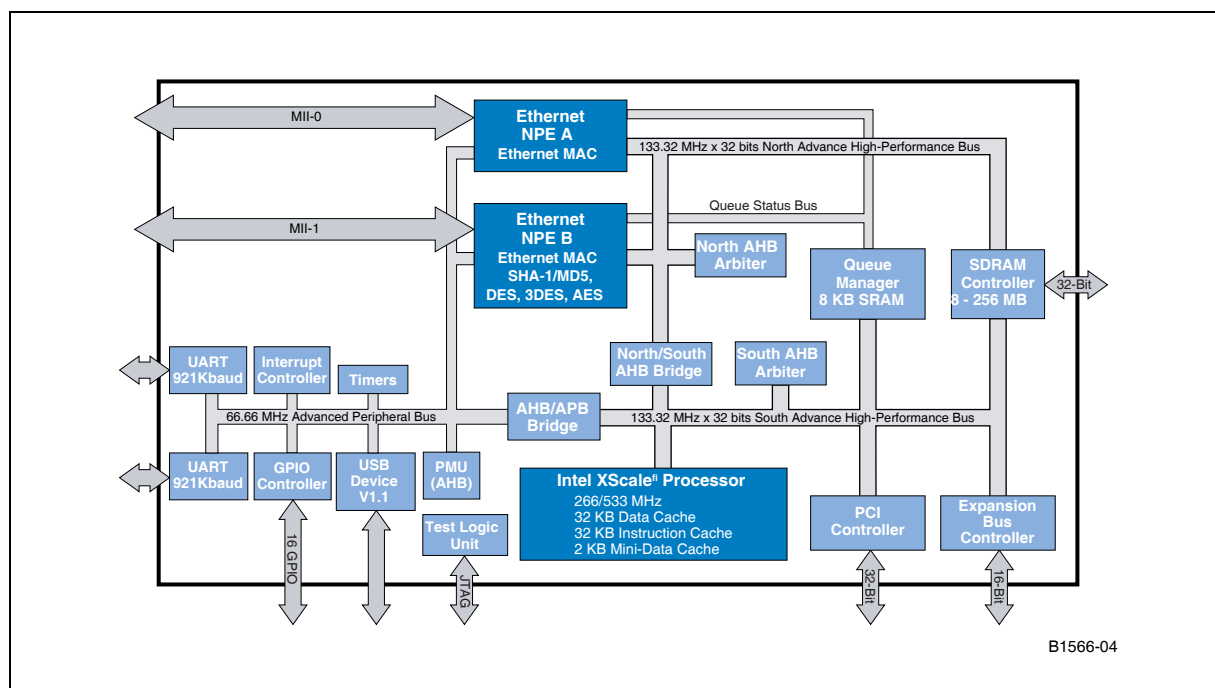 MII-0
Ethernet
NPE A
Ethernet MAC
133.32 MHz x 32 bits North Advance High-Performance Bus
Queue Status Bus
MII-1
Ethernet
NPE B
Ethernet MAC
SHA-1/MD5,
DES, 3DES, AES
North AHB
Arbiter
Queue
Manager
8 KB SRAM
SDRAM
Controller
8 - 256 MB
32-Bit
UART
921Kbaud
Interrupt
Controller
Timers
North/South
AHB Bridge
South AHB
Arbiter
66.66 MHz Advanced Peripheral Bus
AHB/APB
Bridge
133.32 MHz x 32 bits South Advance High-Performance Bus
UART
921Kbaud
GPIO
Controller
USB
Device
V1.1
PMU
(AHB)
Test Logic
Unit
Intel XScalefi Processor
266/533 MHz
32 KB Data Cache
32 KB Instruction Cache
2 KB Mini-Data Cache
PCI
Controller
Expansion
Bus
Controller
16 GPIO
JTAG
32-Bit
16-Bit
B1566-04